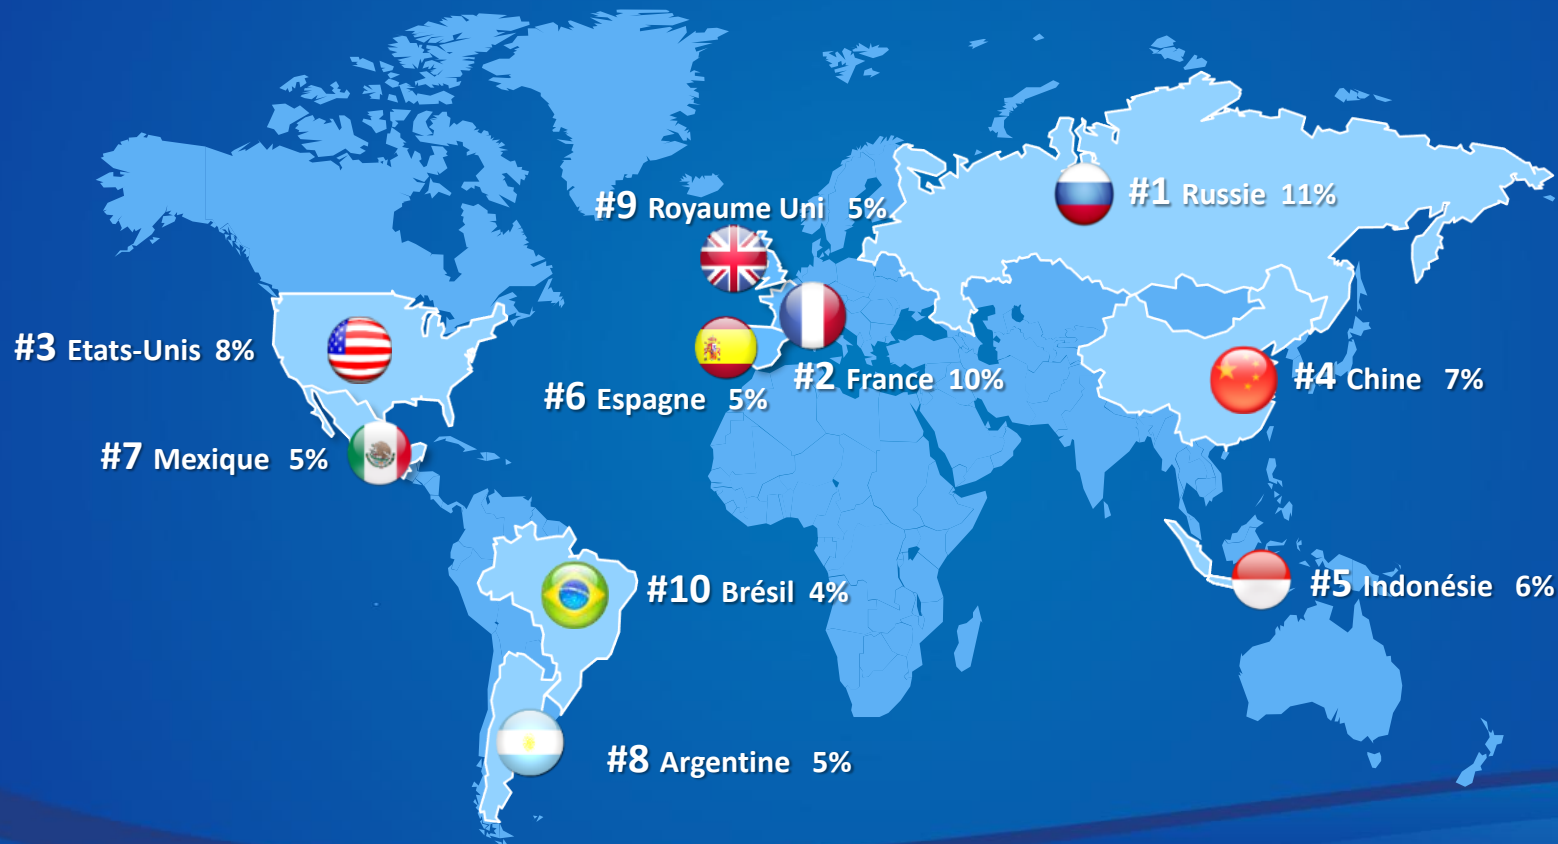 #9 Royaume Uni 5%
#1 Russie 11%
#3 Etats-Unis 8%
#2 France 10%
#4 Chine 7%
#6 Espagne 5%
#7 Mexique 5%
#10 Brésil 4%
#5 Indonésie 6%
#8 Argentine 5%